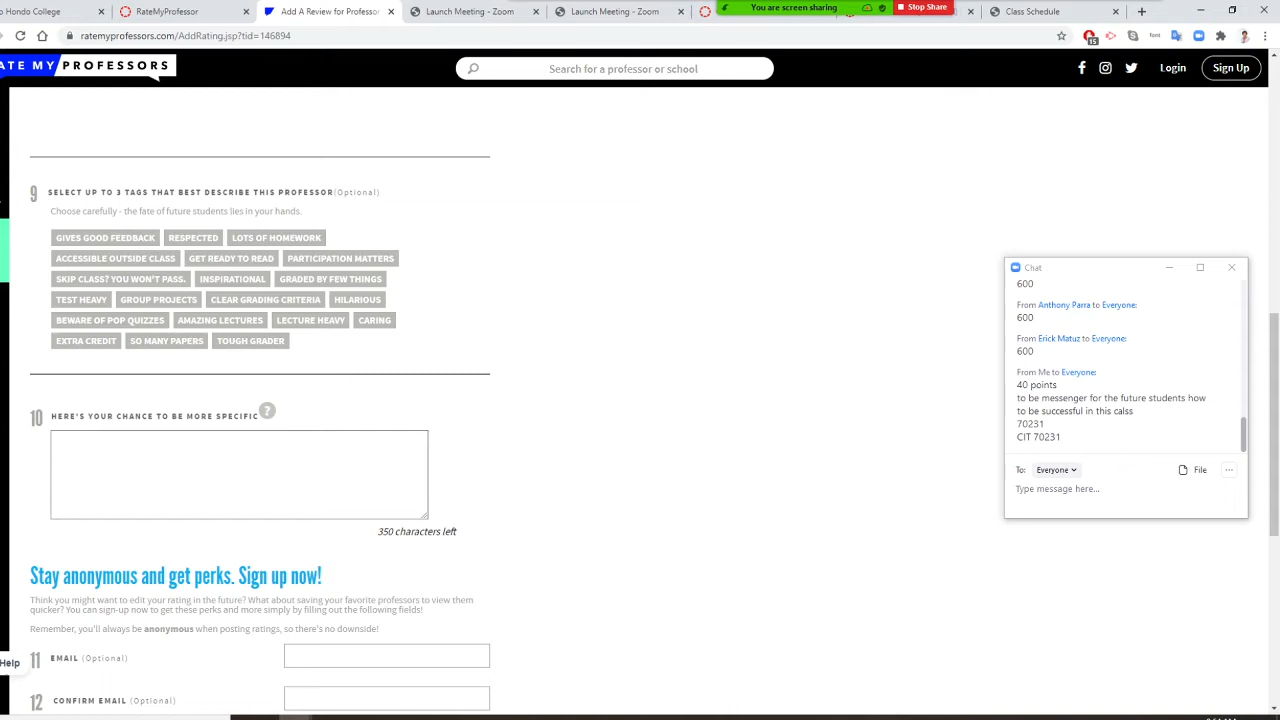 o Hondo College
RateMyProfessor
Add A Review for Professor
Launch Meeting - Zoom
Launch Meeting - Zoom
You are screen sharing
Stop Share
Class Schedule
ratemyprofessors.com/AddRating.jsp?tid=146894
15
font
ATE MY PROFESSORS
Search for a professor or school
Login
Sign Up
9 SELECT UP TO 3 TAGS THAT BEST DESCRIBE THIS PROFESSOR(Optional)
Choose carefully - the fate of future students lies in your hands.
GIVES GOOD FEEDBACK RESPECTED LOTS OF HOMEWORK
ACCESSIBLE OUTSIDE CLASS GET READY TO READ PARTICIPATION MATTERS
SKIP CLASS? YOU WON'T PASS. INSPIRATIONAL GRADED BY FEW THINGS
TEST HEAVY GROUP PROJECTS CLEAR GRADING CRITERIA HILARIOUS
BEWARE OF POP QUIZZES AMAZING LECTURES LECTURE HEAVY CARING
EXTRA CREDIT SO MANY PAPERS TOUGH GRADER
10 HERE'S YOUR CHANCE TO BE MORE SPECIFIC ?
350 characters left
Stay anonymous and get perks. Sign up now!
Think you might want to edit your rating in the future? What about saving your favorite professors to view them
quicker? You can sign-up now to get these perks and more simply by filling out the following fields!
Remember, you'll always be anonymous when posting ratings, so there's no downside!
Help
11 EMAIL (Optional)
12 CONFIRM EMAIL (Optional)
Chat
600
From Anthony Parra to Everyone:
600
From Erick Matuz to Everyone:
600
From Me to Everyone:
40 points
to be messenger for the future students how
to be successful in this calss
70231
CIT 70231
To: Everyone
File
...
Type message here...